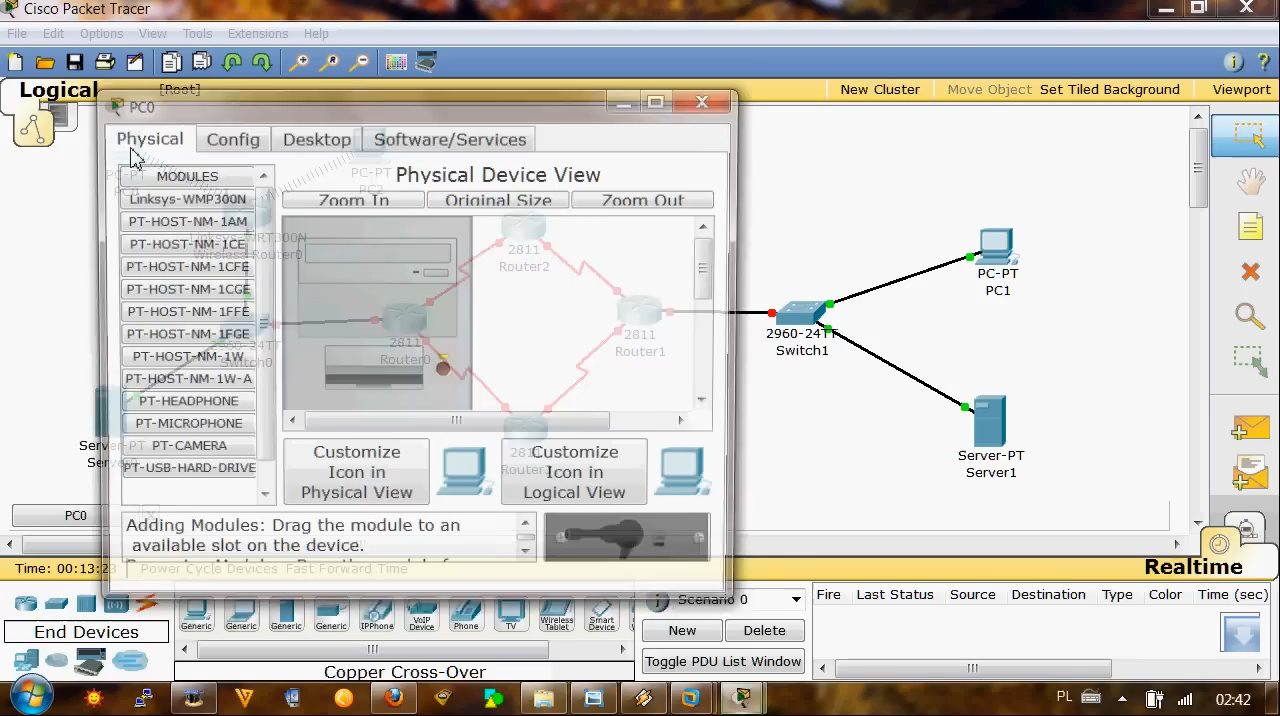 Cisco Packet Tracer
File Edit Options View Tools Extensions Help
Logical
[Root]
New Cluster
Move Object
Set Tiled Background
Viewport
PC0
Physical
Config
Desktop
Software/Services
MODULES
Linksys-WMP300N
PT-HOST-NM-1AM
PT-HOST-NM-1CE
PT-HOST-NM-1CFE
PT-HOST-NM-1CGE
PT-HOST-NM-1FFE
PT-HOST-NM-1FGE
PT-HOST-NM-1W
PT-HOST-NM-1W-A
PT-HEADPHONE
PT-MICROPHONE
PT-CAMERA
PT-USB-HARD-DRIVE
Physical Device View
Zoom In
Original Size
Zoom Out
Customize
Icon in
Physical View
Customize
Icon in
Logical View
Adding Modules: Drag the module to an
available slot on the device.
PC-PT
PC2
Wireless Router0
Switch0
2811
Router0
2811
Router2
2811
Router1
2960-24TT
Switch1
PC-PT
PC1
Server-PT
Server1
Server-PT
PC0
Time: 00:13:23
Power Cycle Devices Fast Forward Time
Realtime
End Devices
Generic
Generic
Generic
Generic
IPPhone
VoIP
Device
Phone
TV
Wireless
Tablet
Smart
Device
Copper Cross-Over
Scenario 0
New
Delete
Toggle PDU List Window
Fire Last Status Source Destination Type Color Time (sec)
PL
02:42